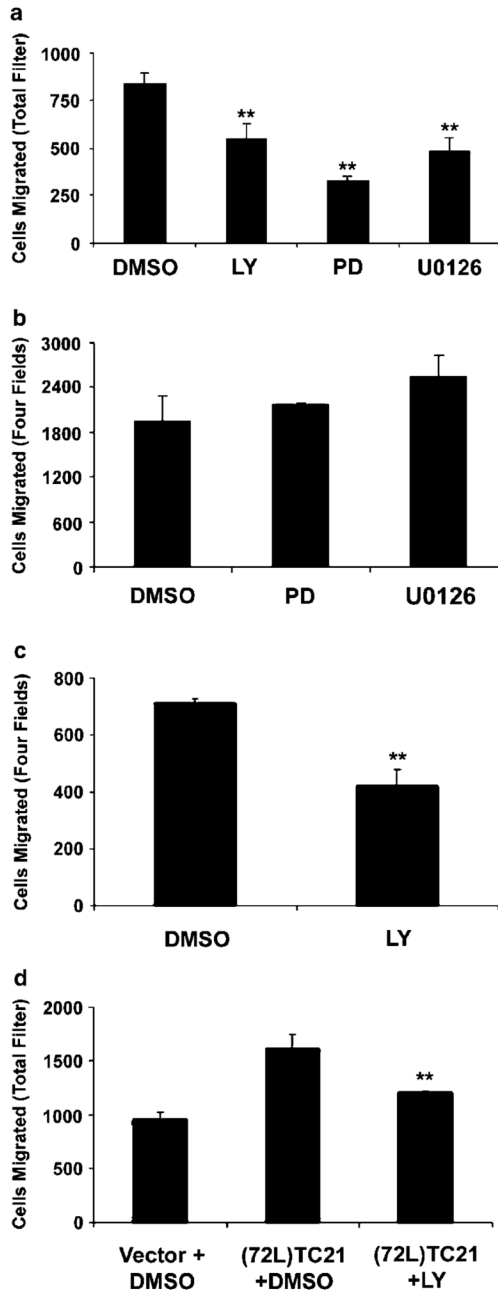 a
Cells Migrated (Total Filter)
1000
750
500
250
0
**
**
**
DMSO LY PD U0126
b
Cells Migrated (Four Fields)
3000
2400
1800
1200
600
0
DMSO PD U0126
c
Cells Migrated (Four Fields)
800
600
400
200
0
**
DMSO LY
d
Cells Migrated (Total Filter)
2000
1500
1000
500
0
**
Vector + (72L)TC21 (72L)TC21
DMSO +DMSO +LY